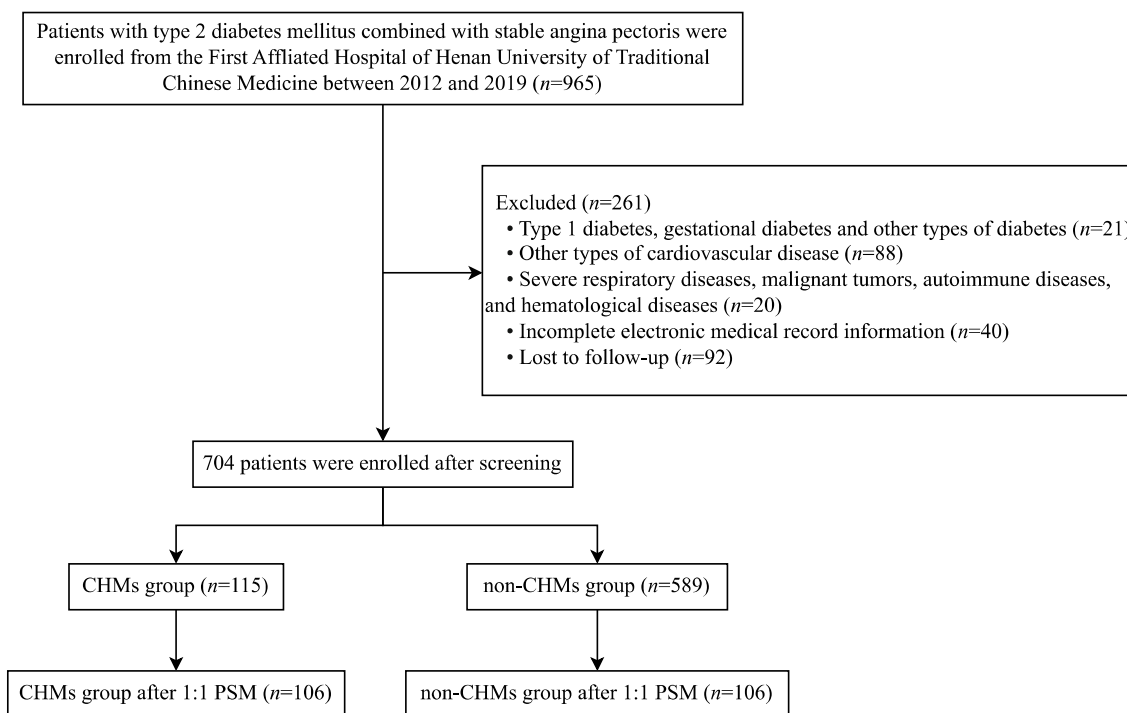 Patients with type 2 diabetes mellitus combined with stable angina pectoris were
enrolled from the First Affliated Hospital of Henan University of Traditional
Chinese Medicine between 2012 and 2019 (n=965)
Excluded (n=261)
• Type 1 diabetes, gestational diabetes and other types of diabetes (n=21)
• Other types of cardiovascular disease (n=88)
• Severe respiratory diseases, malignant tumors, autoimmune diseases,
and hematological diseases (n=20)
• Incomplete electronic medical record information (n=40)
• Lost to follow-up (n=92)
704 patients were enrolled after screening
CHMs group (n=115)
non-CHMs group (n=589)
CHMs group after 1:1 PSM (n=106)
non-CHMs group after 1:1 PSM (n=106)